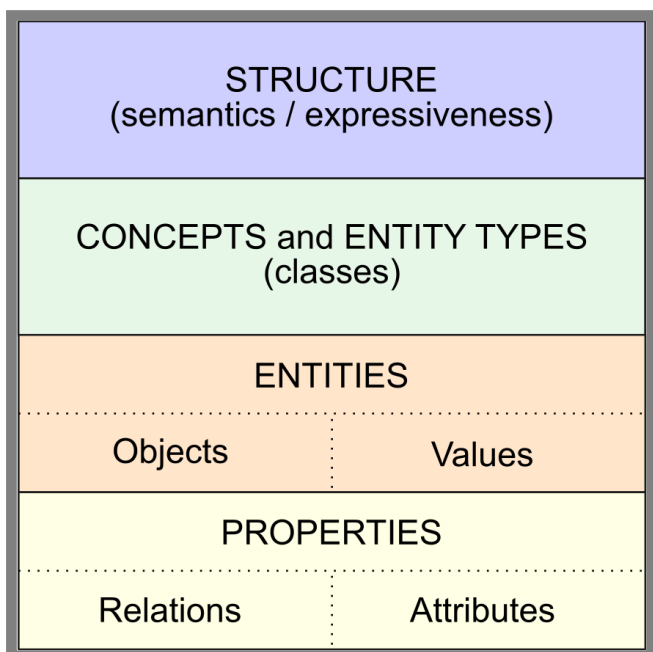 STRUCTURE
(semantics / expressiveness)
CONCEPTS and ENTITY TYPES
(classes)
ENTITIES
Objects
Values
PROPERTIES
Relations
Attributes